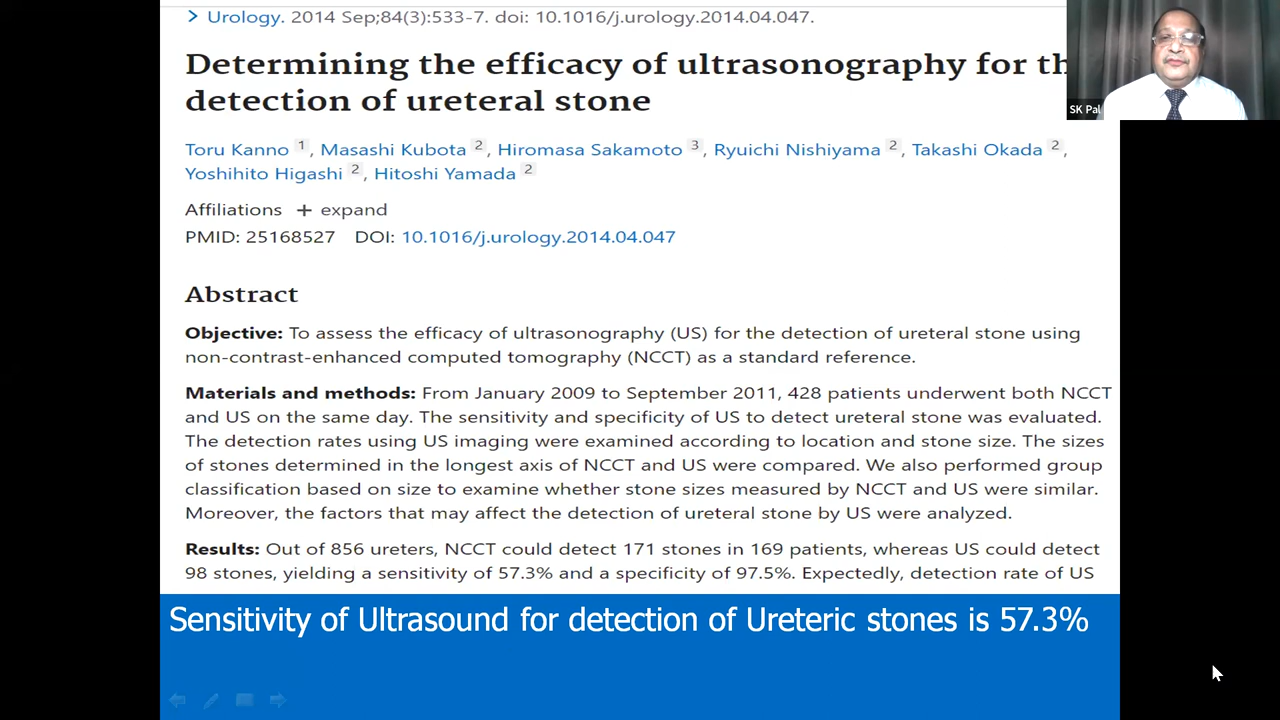 Urology. 2014 Sep;84(3):533-7. doi: 10.1016/j.urology.2014.04.047.
Determining the efficacy of ultrasonography for
detection of ureteral stone
SK Pal
Toru Kanno 1, Masashi Kubota 2, Hiromasa Sakamoto 3, Ryuichi Nishiyama 2, Takashi Okada 2,
Yoshihito Higashi 2, Hitoshi Yamada 2
Affiliations + expand
PMID: 25168527 DOI: 10.1016/j.urology.2014.04.047
Abstract
Objective: To assess the efficacy of ultrasonography (US) for the detection of ureteral stone using
non-contrast-enhanced computed tomography (NCCT) as a standard reference.
Materials and methods: From January 2009 to September 2011, 428 patients underwent both NCCT
and US on the same day. The sensitivity and specificity of US to detect ureteral stone was evaluated.
The detection rates using US imaging were examined according to location and stone size. The sizes
of stones determined in the longest axis of NCCT and US were compared. We also performed group
classification based on size to examine whether stone sizes measured by NCCT and US were similar.
Moreover, the factors that may affect the detection of ureteral stone by US were analyzed.
Results: Out of 856 ureters, NCCT could detect 171 stones in 169 patients, whereas US could detect
98 stones, yielding a sensitivity of 57.3% and a specificity of 97.5%. Expectedly, detection rate of US
Sensitivity of Ultrasound for detection of Ureteric stones is 57.3%